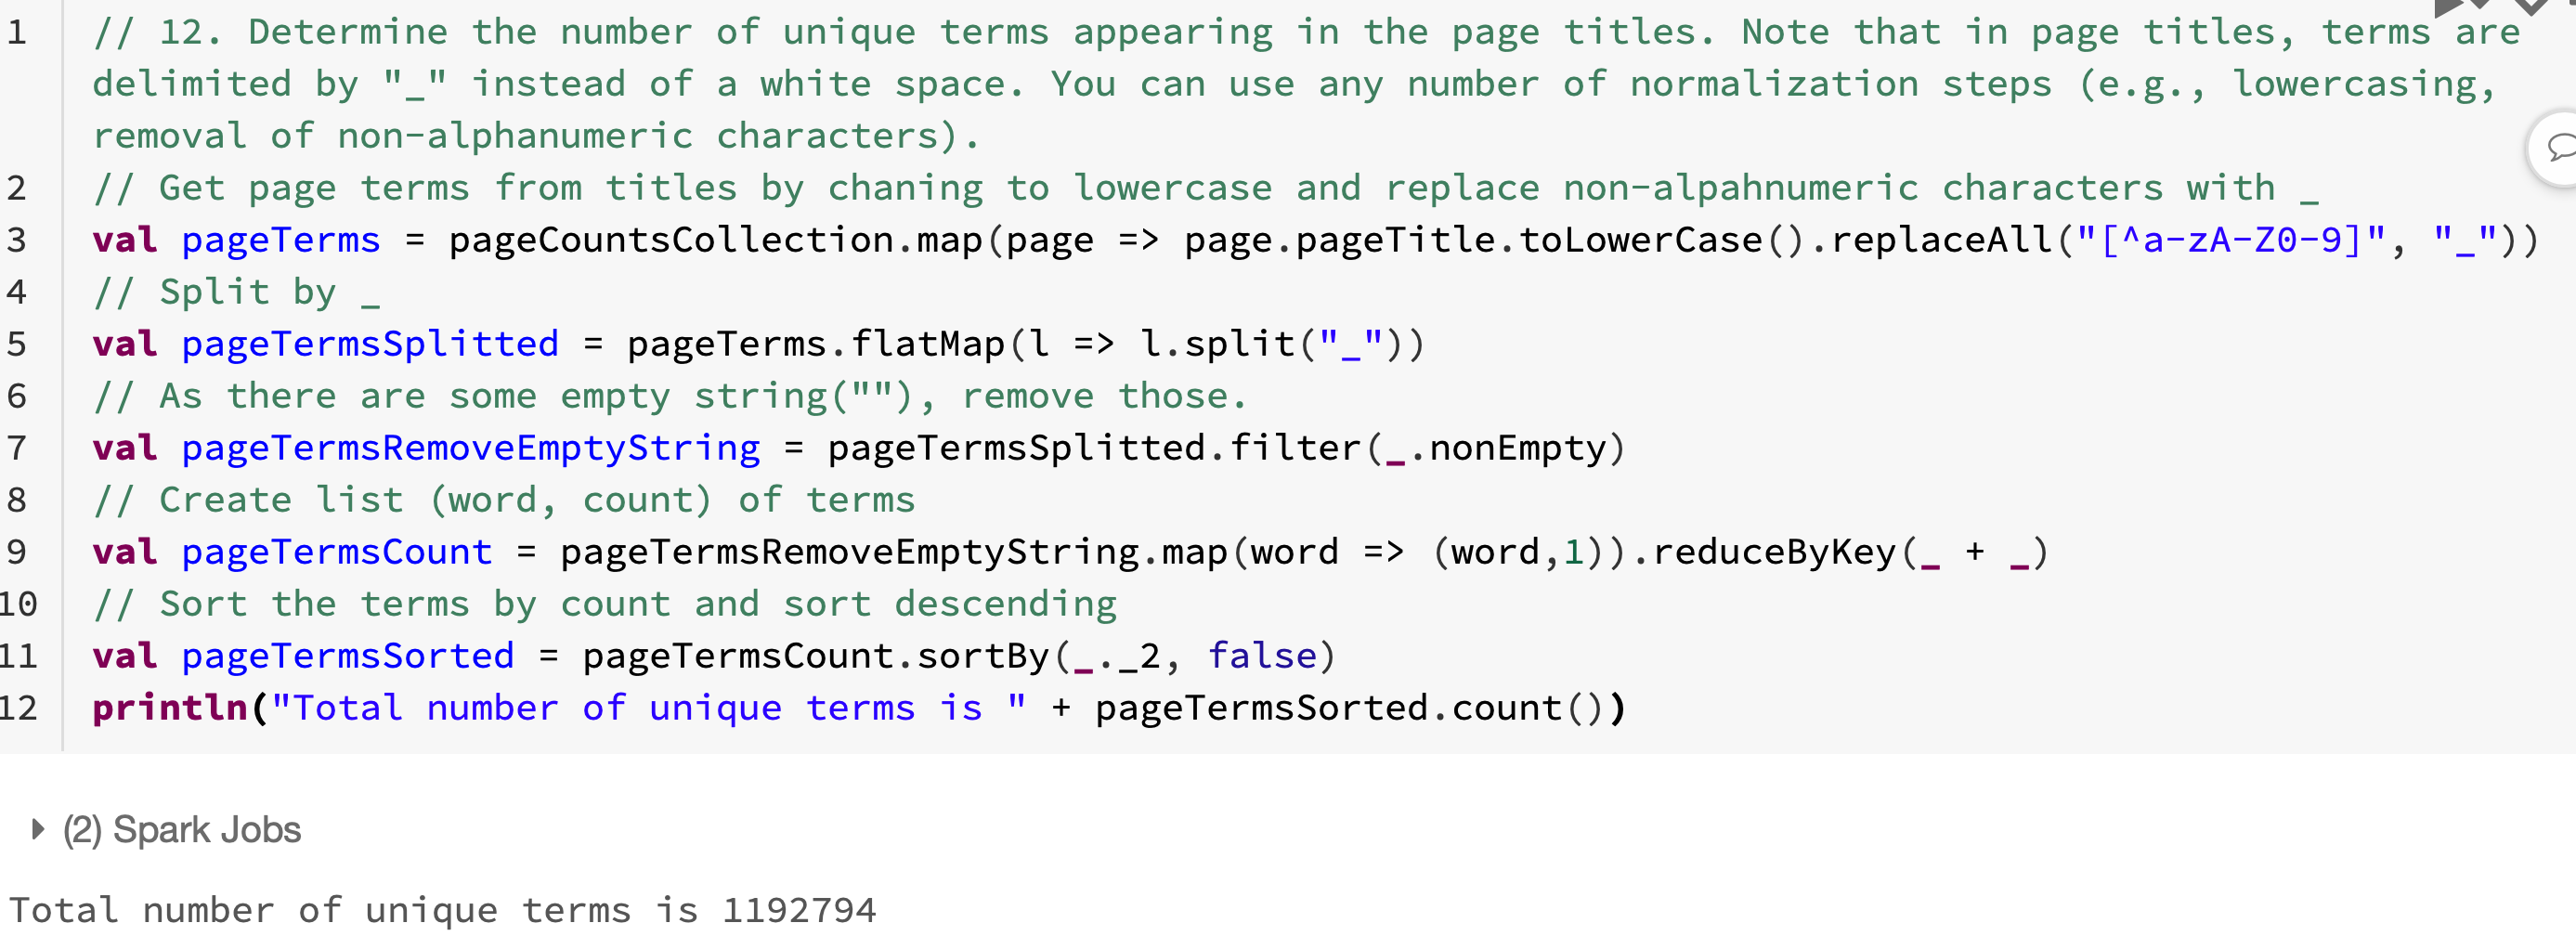 1 // 12. Determine the number of unique terms appearing in the page titles. Note that in page titles, terms are
delimited by "_" instead of a white space. You can use any number of normalization steps (e.g., lowercasing,
removal of non-alphanumeric characters).
2 // Get page terms from titles by chaning to lowercase and replace non-alpahnumeric characters with _
3 val pageTerms = pageCountsCollection.map(page => page.pageTitle.toLowerCase().replaceAll("[^a-zA-Z0-9]", "_"))
4 // Split by _
5 val pageTermsSplitted = pageTerms.flatMap(l => l.split("_"))
6 // As there are some empty string(""), remove those.
7 val pageTermsRemoveEmptyString = pageTermsSplitted.filter(_.nonEmpty)
8 // Create list (word, count) of terms
9 val pageTermsCount = pageTermsRemoveEmptyString.map(word => (word,1)).reduceByKey(_ + _)
10 // Sort the terms by count and sort descending
11 val pageTermsSorted = pageTermsCount.sortBy(_._2, false)
12 println("Total number of unique terms is " + pageTermsSorted.count())
(2) Spark Jobs
Total number of unique terms is 1192794